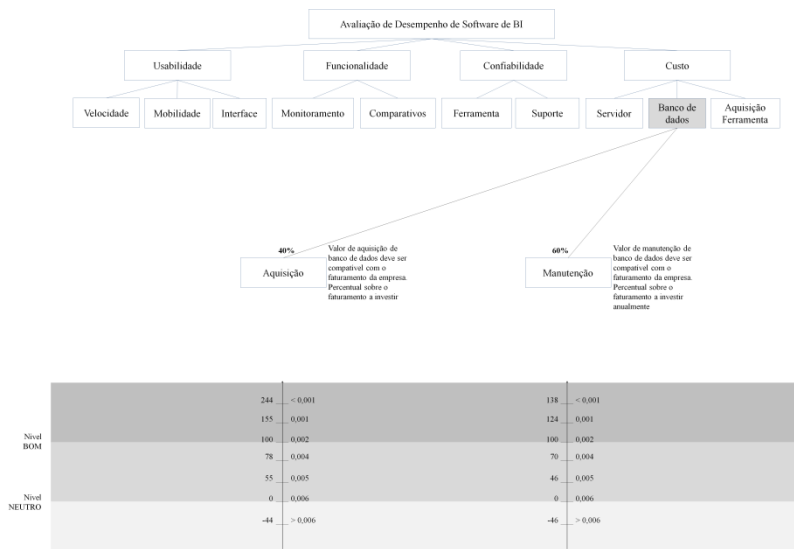 Avaliação de Desempenho de Software de BI
Usabilidade
Funcionalidade
Confiabilidade
Custo
Velocidade
Mobilidade
Interface
Monitoramento
Comparativos
Ferramenta
Suporte
Servidor
Banco de
dados
Aquisição
Ferramenta
40%
Aquisição
Valor de aquisição de
banco de dados deve ser
compatível com o
faturamento da empresa.
Percentual sobre o
faturamento a investir
60%
Manutenção
Valor de manutenção de
banco de dados deve ser
compatível com o
faturamento da empresa.
Percentual sobre o
faturamento a investir
anualmente
Nível
BOM
Nível
NEUTRO
244 < 0,001
155 0,001
100 0,002
78 0,004
55 0,005
0 0,006
-44 > 0,006
138 < 0,001
124 0,001
100 0,002
70 0,004
46 0,005
0 0,006
-46 > 0,006